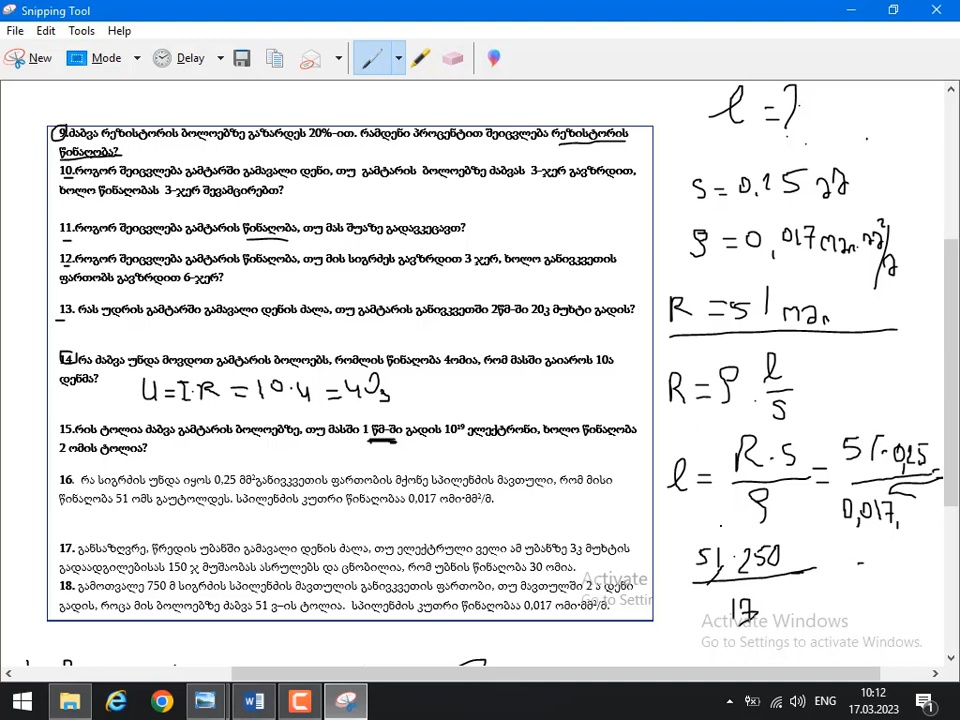 Snipping Tool
File Edit Tools Help
New Mode Delay
9.ძაბვა რეზისტორის ბოლოებზე გაზარდეს 20%-ით. რამდენი პროცენტით შეიცვლება რეზისტორის
წინაღობა?
10.როგორ შეიცვლება გამტარში გამავალი დენი, თუ გამტარის ბოლოებზე ძაბვას 3-ჯერ გავზრდით,
ხოლო წინაღობას 3-ჯერ შევამცირებთ?
11.როგორ შეიცვლება გამტარის წინაღობა, თუ მას შუაზე გადავკეცავთ?
12.როგორ შეიცვლება გამტარის წინაღობა, თუ მის სიგრძეს გავზრდით 3 ჯერ, ხოლო განივკვეთის
ფართობს გავზრდით 6-ჯერ?
13. რას უდრის გამტარში გამავალი დენის ძალა, თუ გამტარის განივკვეთში 2წმ-ში 20კ მუხტი გადის?
14.რა ძაბვა უნდა მოვდოთ გამტარის ბოლოებს, რომლის წინაღობა 4ომია, რომ მასში გაიაროს 10ა
დენმა?
U=I·R = 10·4 = 40ვ
15.რის ტოლია ძაბვა გამტარის ბოლოებზე, თუ მასში 1 წმ-ში გადის 10¹⁹ ელექტრონი, ხოლო წინაღობა
2 ომის ტოლია?
16. რა სიგრძის უნდა იყოს 0,25 მმ²განივკვეთის ფართობის მქონე სპილენძის მავთული, რომ მისი
წინაღობა 51 ომს გაუტოლდეს. სპილენძის კუთრი წინაღობაა 0,017 ომი·მმ²/მ.
17. განსაზღვრე, წრედის უბანში გამავალი დენის ძალა, თუ ელექტრული ველი ამ უბანზე 3კ მუხტის
გადაადგილებისას 150 ჯ მუშაობას ასრულებს და ცნობილია, რომ უბნის წინაღობაა 30 ომია.
18. გამოთვალე 750 მ სიგრძის სპილენძის მავთულის განივკვეთის ფართობი, თუ მავთულში 2 ა დენი
გადის, როცა მის ბოლოებზე ძაბვა 51 ვ-ის ტოლია. სპილენძის კუთრი წინაღობაა 0,017 ომი·მმ²/მ.
Activate
Go to Settin
l = ?
S = 0,25
ρ = 0,017
R = 51
R = ρ l/S
l = R·S/ρ = 51·0,25/0,017
51·250
17
Activate Windows
Go to Settings to activate Windows.
ENG
10:12
17.03.2023
1